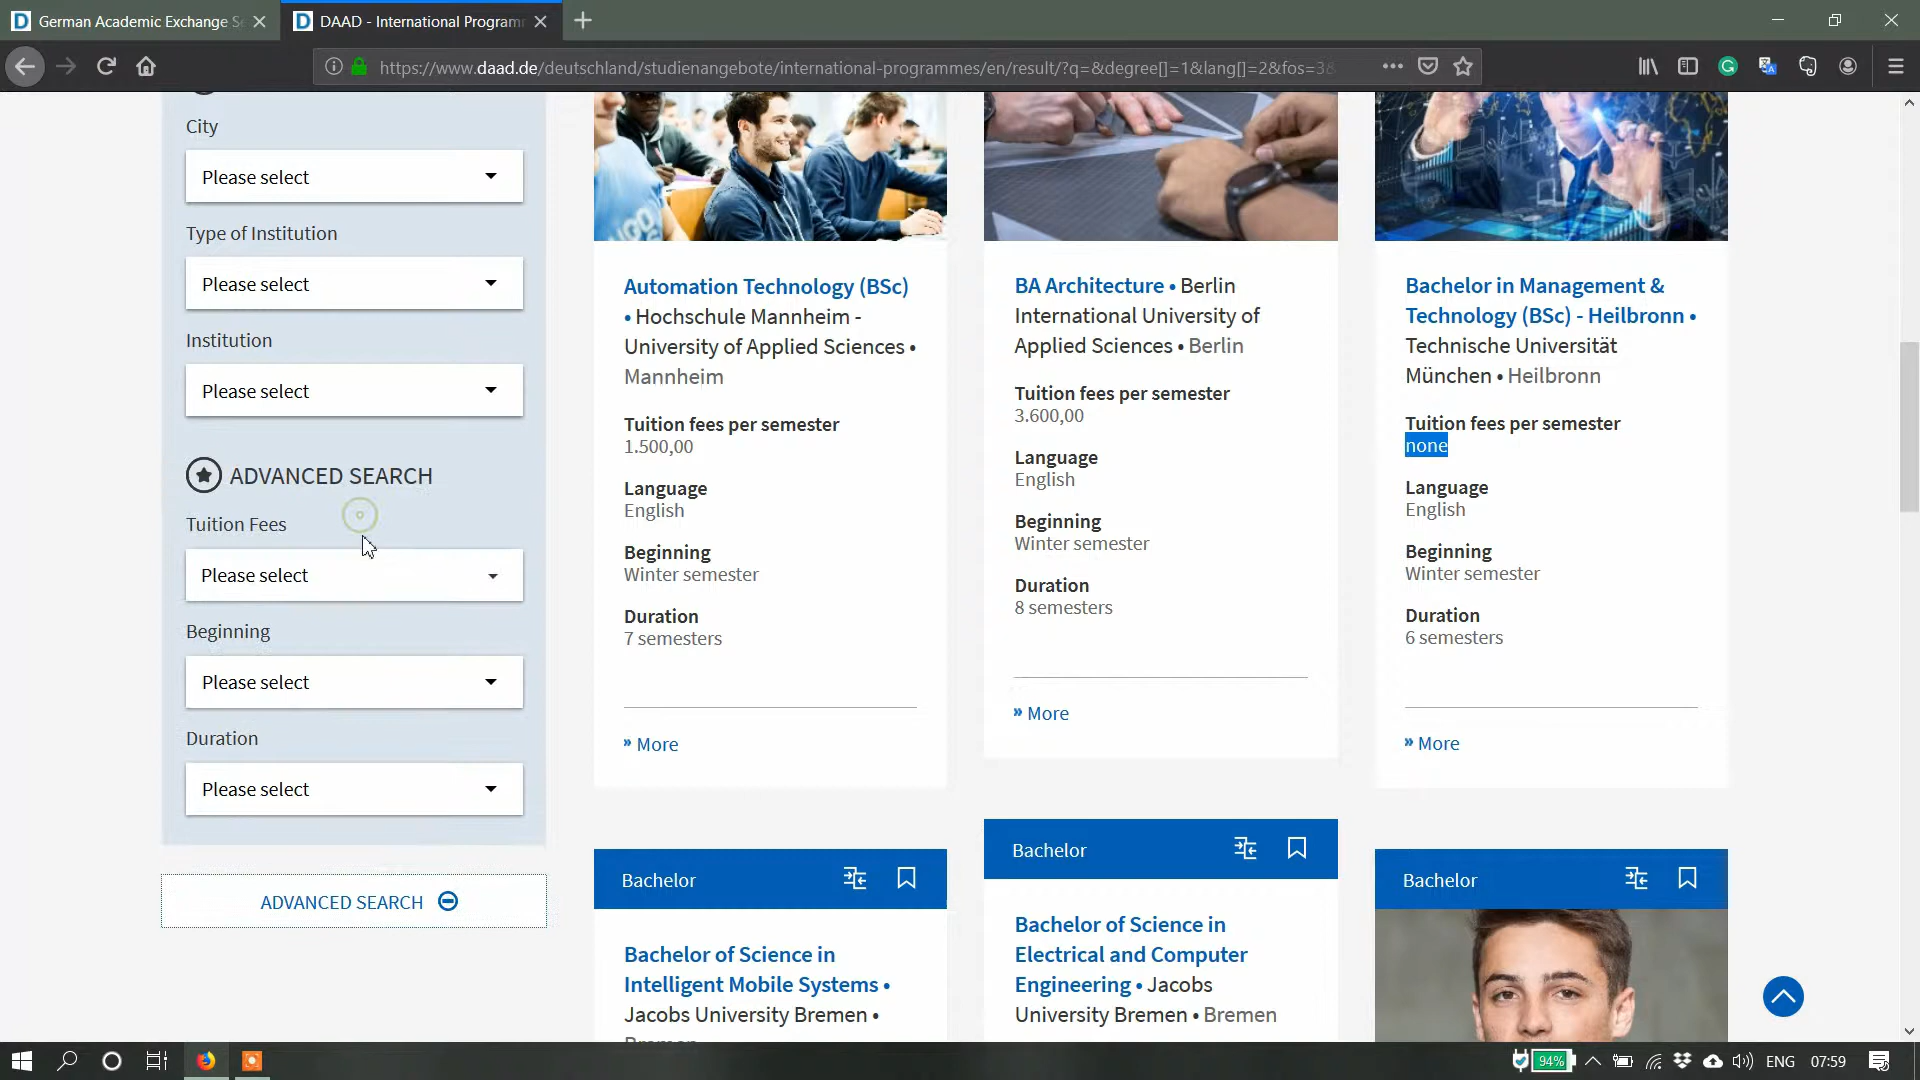 German Academic Exchange Se
DAAD - International Programm
https://www.daad.de/deutschland/studienangebote/international-programmes/en/result/?q=&degree[]=1&lang[]=2&fos=3&
City
Please select
Type of Institution
Please select
Institution
Please select
ADVANCED SEARCH
Tuition Fees
Please select
Beginning
Please select
Duration
Please select
ADVANCED SEARCH
Automation Technology (BSc)
• Hochschule Mannheim -
University of Applied Sciences •
Mannheim
Tuition fees per semester
1.500,00
Language
English
Beginning
Winter semester
Duration
7 semesters
» More
BA Architecture • Berlin
International University of
Applied Sciences • Berlin
Tuition fees per semester
3.600,00
Language
English
Beginning
Winter semester
Duration
8 semesters
» More
Bachelor in Management &
Technology (BSc) - Heilbronn •
Technische Universität
München • Heilbronn
Tuition fees per semester
none
Language
English
Beginning
Winter semester
Duration
6 semesters
» More
Bachelor
Bachelor of Science in
Intelligent Mobile Systems •
Jacobs University Bremen •
Bremen
Bachelor
Bachelor of Science in
Electrical and Computer
Engineering • Jacobs
University Bremen • Bremen
Bachelor
94%
ENG
07:59